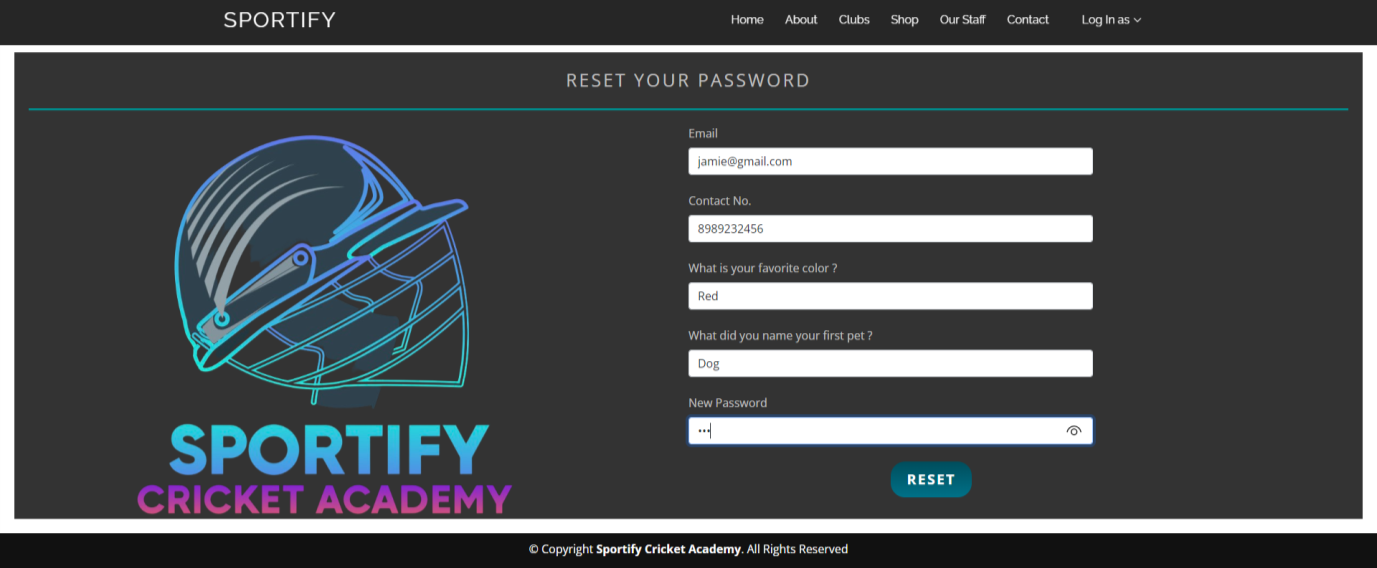 SPORTIFY
Home About Clubs Shop Our Staff Contact Log In as
RESET YOUR PASSWORD
Email
jamie@gmail.com
Contact No.
8989232456
What is your favorite color ?
Red
What did you name your first pet ?
Dog
New Password
•••
RESET
SPORTIFY
CRICKET ACADEMY
© Copyright Sportify Cricket Academy. All Rights Reserved